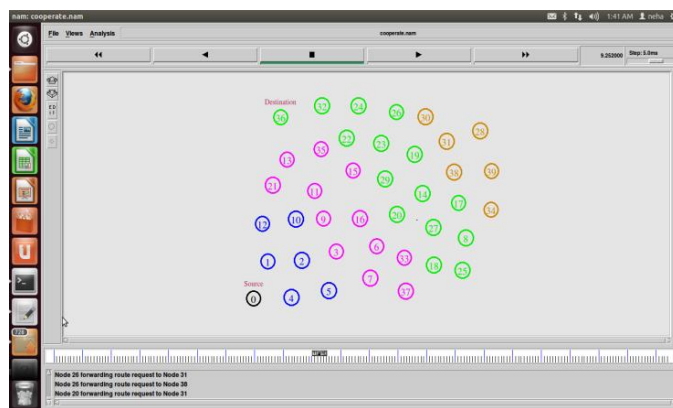 nam: cooperate.nam
1:41 AM neha
File Views Analysis
cooperate.nam
9.252000 Step: 5.0ms
Destination
36 32 24 26 30
31 28
22 23 19
35
13 15
38 39
21 11 29 14 17 34
12 10 9 16 20 27 8
1 2 3 6 33 18 25
Source
0 4 5 7 37
Node 26 forwarding route request to Node 31
Node 26 forwarding route request to Node 38
Node 20 forwarding route request to Node 31